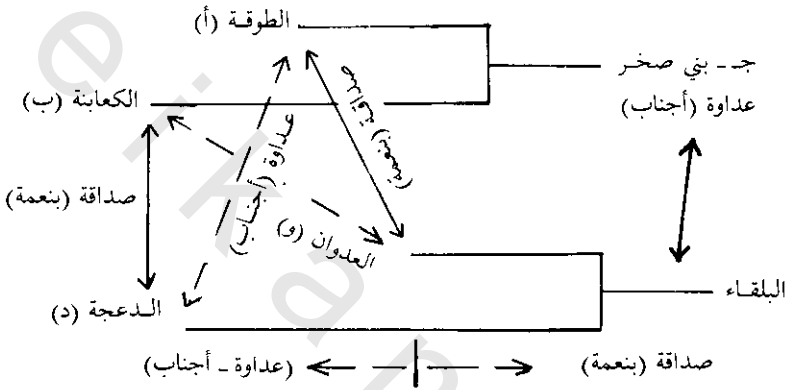 الطوقة (أ)
جـ - بني صخر
الكعابنة (ب)
عداوة (أجناب)
صداقة (بنعمة)
عداوة (أجناب)
صداقة (بنعمة)
العدوان (و)
البلقاء
الدعجة (د)
(عداوة - أجناب)
صداقة (بنعمة)